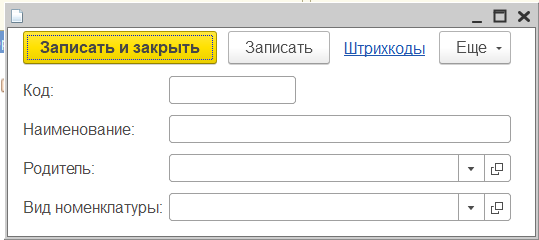 Записать и закрыть Записать Штрихкоды Еще
Код:
Наименование:
Родитель:
Вид номенклатуры: